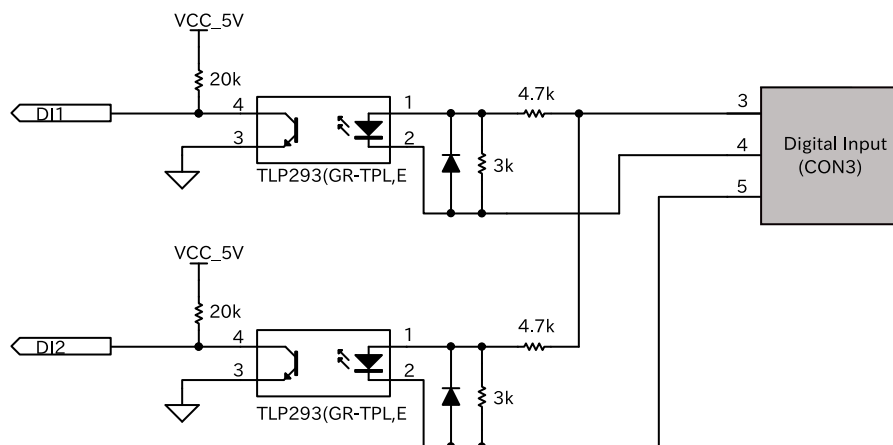 VCC_5V
20k
DI1
4
3
1
2
TLP293(GR-TPL,E
3k
4.7k
3
4
5
Digital Input
(CON3)
VCC_5V
20k
DI2
4
3
1
2
TLP293(GR-TPL,E
3k
4.7k